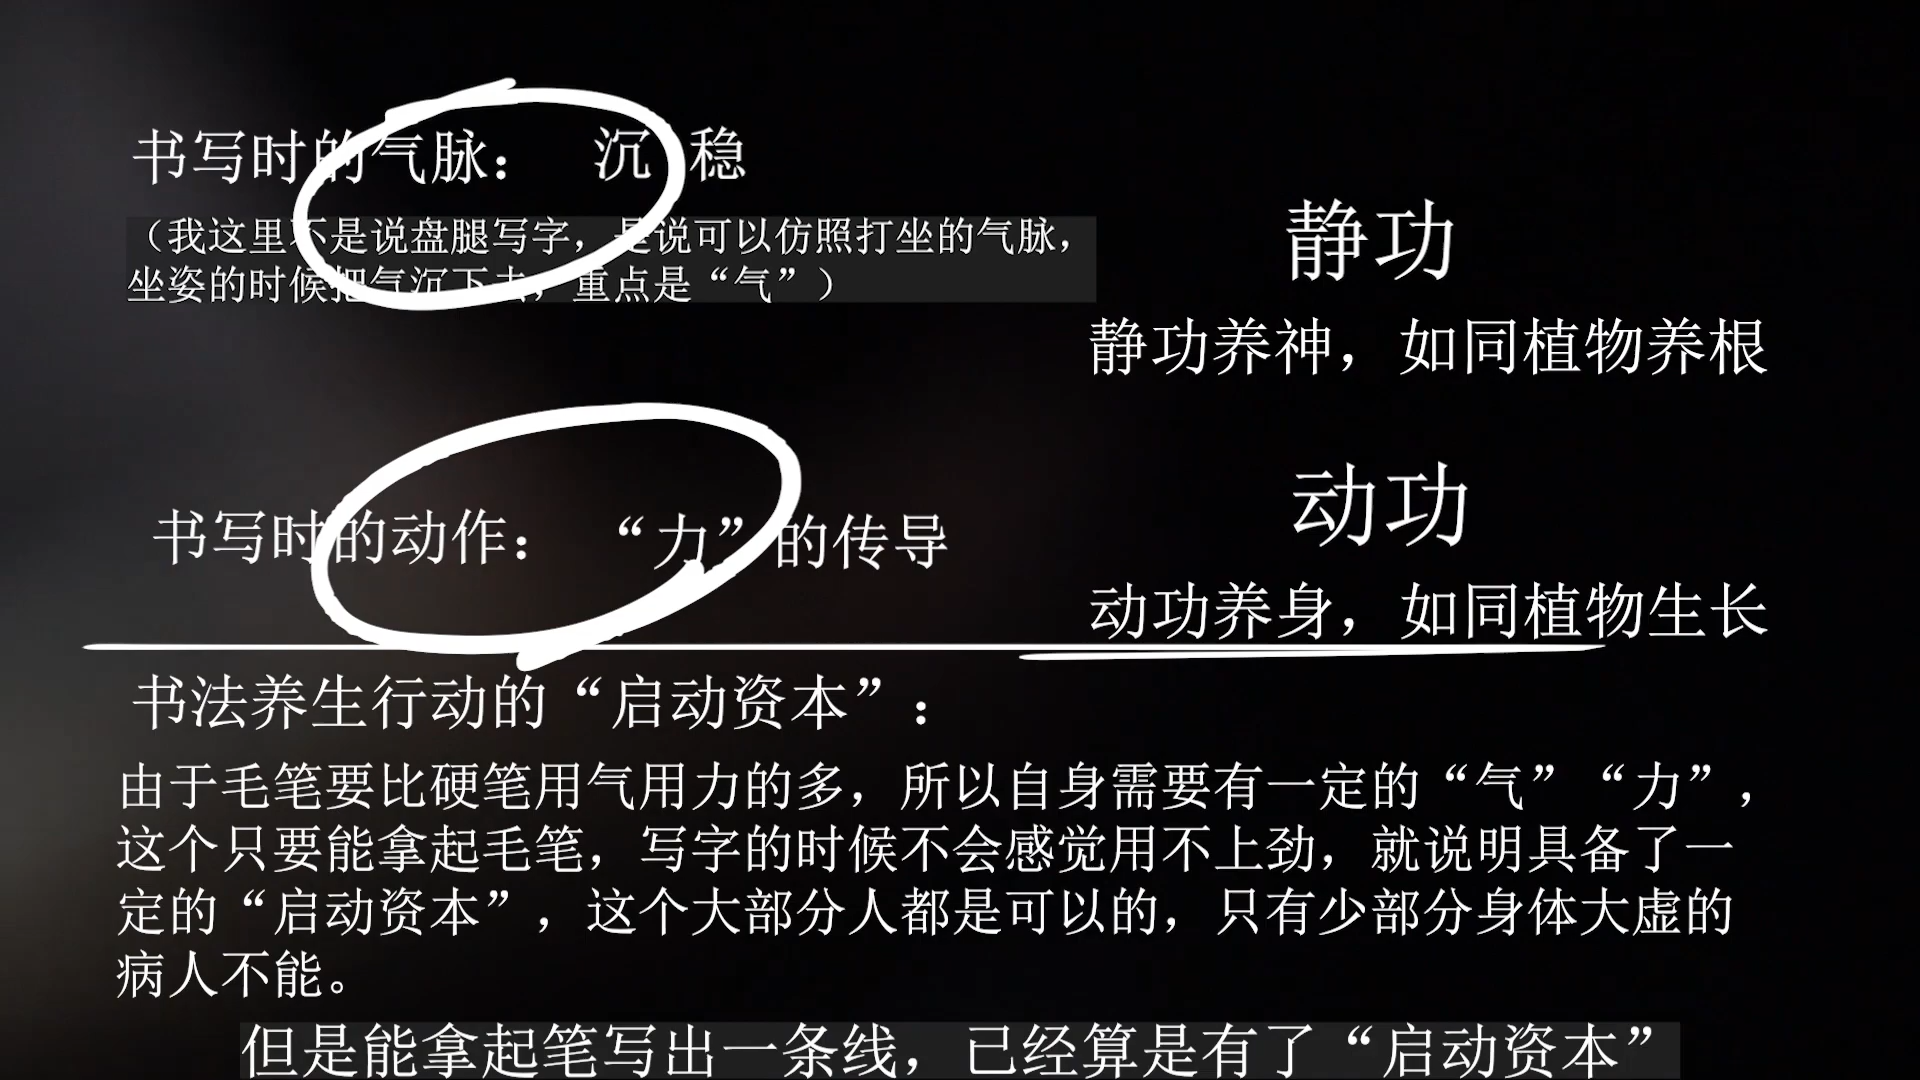 书写时的气脉： 沉 稳
（我这里不是说盘腿写字，是说可以仿照打坐的气脉，
坐姿的时候把气沉下去，重点是“气”）
静功
静功养神，如同植物养根
书写时的动作： “力”的传导
动功
动功养身，如同植物生长
书法养生行动的“启动资本”：
由于毛笔要比硬笔用气用力的多，所以自身需要有一定的“气”“力”，
这个只要能拿起毛笔，写字的时候不会感觉用不上劲，就说明具备了一
定的“启动资本”，这个大部分人都是可以的，只有少部分身体大虚的
病人不能。
但是能拿起笔写出一条线，已经算是有了“启动资本”